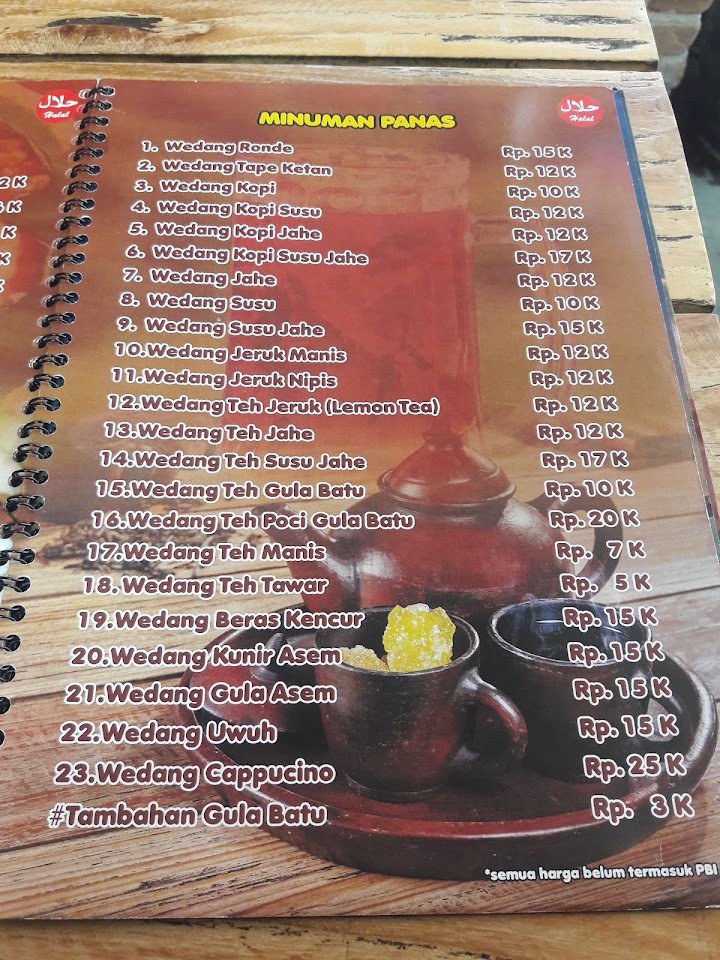 حلال
Halal
حلال
Halal
MINUMAN PANAS
1. Wedang Ronde Rp. 15 K
2. Wedang Tape Ketan Rp. 12 K
3. Wedang Kopi Rp. 10 K
4. Wedang Kopi Susu Rp. 12 K
5. Wedang Kopi Jahe Rp. 12 K
6. Wedang Kopi Susu Jahe Rp. 17 K
7. Wedang Jahe Rp. 12 K
8. Wedang Susu Rp. 10 K
9. Wedang Susu Jahe Rp. 15 K
10.Wedang Jeruk Manis Rp. 12 K
11.Wedang Jeruk Nipis Rp. 12 K
12.Wedang Teh Jeruk (Lemon Tea) Rp. 12 K
13.Wedang Teh Jahe Rp. 12 K
14.Wedang Teh Susu Jahe Rp. 17 K
15.Wedang Teh Gula Batu Rp. 10 K
16.Wedang Teh Poci Gula Batu Rp. 20 K
17.Wedang Teh Manis Rp. 7 K
18. Wedang Teh Tawar Rp. 5 K
19.Wedang Beras Kencur Rp. 15 K
20.Wedang Kunir Asem Rp. 15 K
21.Wedang Gula Asem Rp. 15 K
22.Wedang Uwuh Rp. 15 K
23.Wedang Cappucino Rp. 25 K
#Tambahan Gula Batu Rp. 3 K
*semua harga belum termasuk PB1